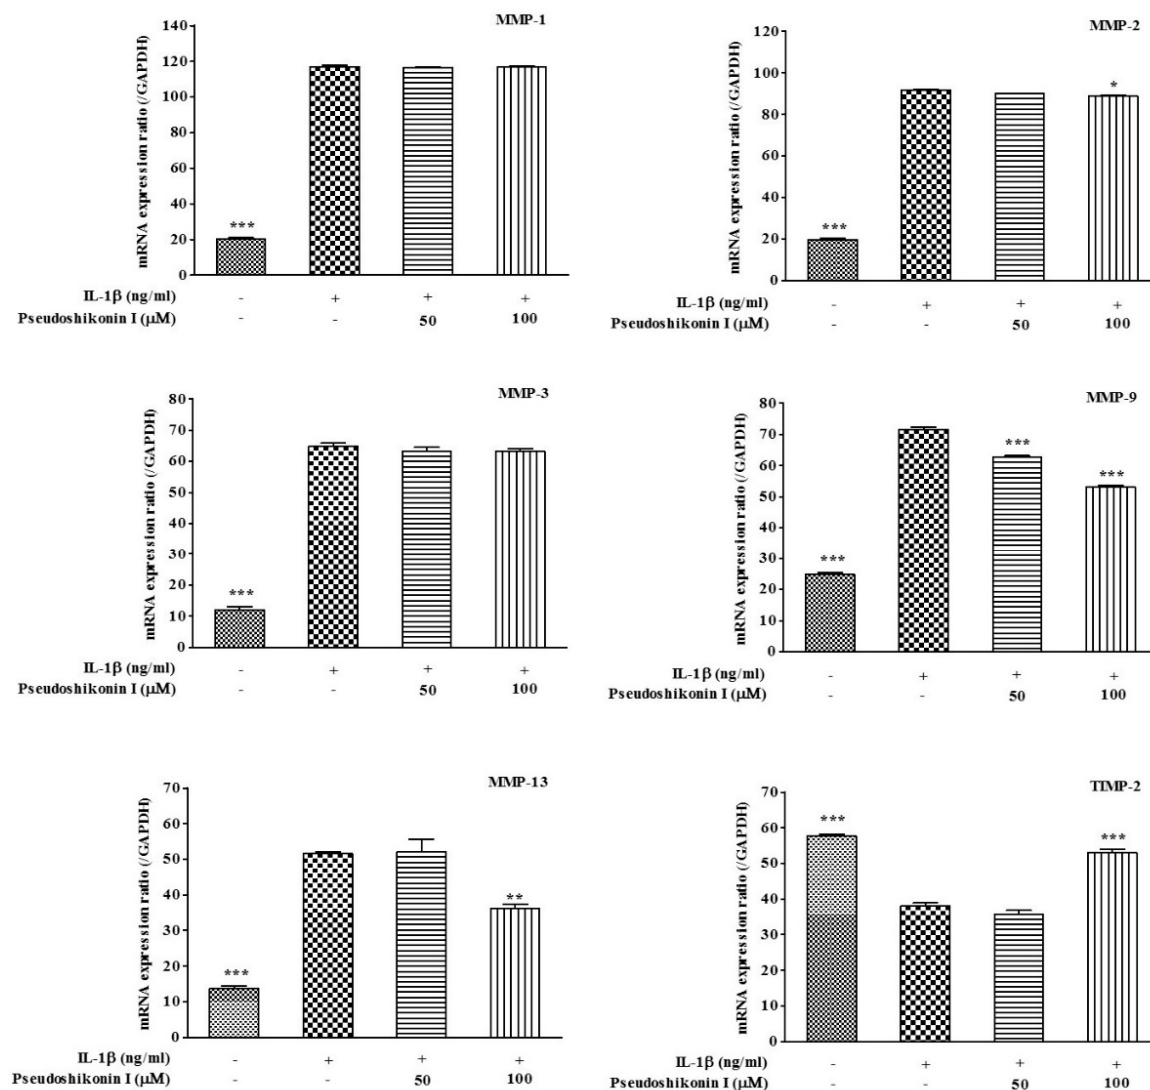 MMP-1
mRNA expression ratio (/GAPDH)
140
120
100
80
60
40
20
0
***
IL-1β (ng/ml) - + + +
Pseudoshikonin I (μM) - - 50 100
MMP-2
mRNA expression ratio (/GAPDH)
120
100
80
60
40
20
0
***
*
IL-1β (ng/ml) - + + +
Pseudoshikonin I (μM) - - 50 100
MMP-3
mRNA expression ratio (/GAPDH)
80
70
60
50
40
30
20
10
0
***
IL-1β (ng/ml) - + + +
Pseudoshikonin I (μM) - - 50 100
MMP-9
mRNA expression ratio (/GAPDH)
80
70
60
50
40
30
20
10
0
***
***
***
IL-1β (ng/ml) - + + +
Pseudoshikonin I (μM) - - 50 100
MMP-13
mRNA expression ratio (/GAPDH)
70
60
50
40
30
20
10
0
***
**
IL-1β (ng/ml) - + + +
Pseudoshikonin I (μM) - - 50 100
TIMP-2
mRNA expression ratio (/GAPDH)
70
60
50
40
30
20
10
0
***
***
IL-1β (ng/ml) - + + +
Pseudoshikonin I (μM) - - 50 100